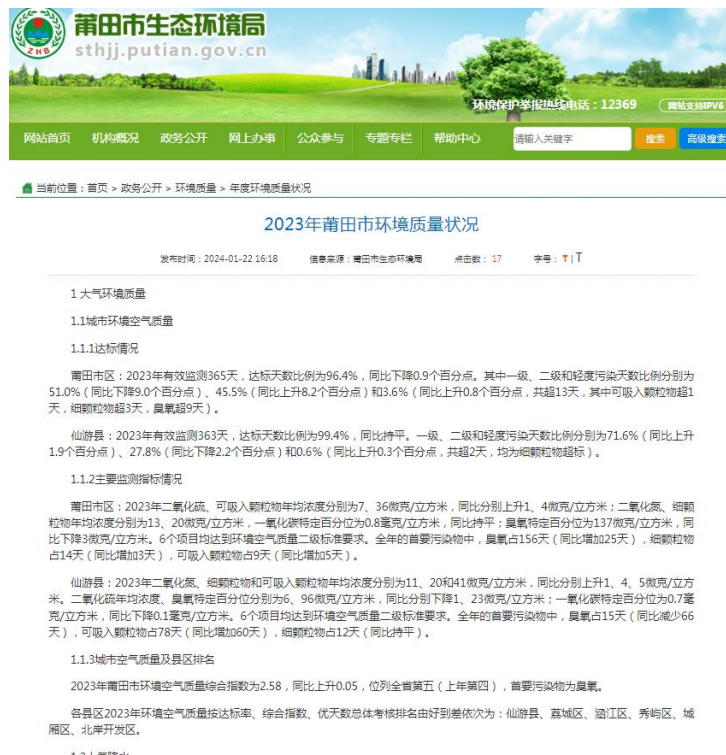 莆田市生态环境局
sthjj.putian.gov.cn
ZHB
环境保护举报热线电话：12369
网站支持IPV6
网站首页 机构概况 政务公开 网上办事 公众参与 专题专栏 帮助中心 请输入关键字 搜索 高级搜索
当前位置：首页 > 政务公开 > 环境质量 > 年度环境质量状况
2023年莆田市环境质量状况
发布时间：2024-01-22 16:18 信息来源：莆田市生态环境局 点击数：17 字号：T | T
1 大气环境质量
1.1城市环境空气质量
1.1.1达标情况
莆田市区：2023年有效监测365天，达标天数比例为96.4%，同比下降0.9个百分点。其中一级、二级和轻度污染天数比例分别为
51.0%（同比下降9.0个百分点）、45.5%（同比上升8.2个百分点）和3.6%（同比上升0.8个百分点，共超13天，其中可吸入颗粒物超1
天，细颗粒物超3天，臭氧超9天）。
仙游县：2023年有效监测363天，达标天数比例为99.4%，同比持平。一级、二级和轻度污染天数比例分别为71.6%（同比上升
1.9个百分点）、27.8%（同比下降2.2个百分点）和0.6%（同比上升0.3个百分点，共超2天，均为细颗粒物超标）。
1.1.2主要监测指标情况
莆田市区：2023年二氧化硫、可吸入颗粒物年均浓度分别为7、36微克/立方米，同比分别上升1、4微克/立方米；二氧化氮、细颗
粒物年均浓度分别为13、20微克/立方米，一氧化碳特定百分位为0.8毫克/立方米，同比持平；臭氧特定百分位为137微克/立方米，同
比下降3微克/立方米。6个项目均达到环境空气质量二级标准要求。全年的首要污染物中，臭氧占156天（同比增加25天），细颗粒物
占14天（同比增加3天），可吸入颗粒物占9天（同比增加5天）。
仙游县：2023年二氧化氮、细颗粒物和可吸入颗粒物年均浓度分别为11、20和41微克/立方米，同比分别上升1、4、5微克/立方
米。二氧化硫年均浓度、臭氧特定百分位分别为6、96微克/立方米，同比分别下降1、23微克/立方米；一氧化碳特定百分位为0.7毫
克/立方米，同比下降0.1毫克/立方米。6个项目均达到环境空气质量二级标准要求。全年的首要污染物中，臭氧占15天（同比减少66
天），可吸入颗粒物占78天（同比增加60天），细颗粒物占12天（同比持平）。
1.1.3城市空气质量及县区排名
2023年莆田市环境空气质量综合指数为2.58，同比上升0.05，位列全省第五（上年第四），首要污染物为臭氧。
各县区2023年环境空气质量按达标率、综合指数、优天数总体考核排名由好到差依次为：仙游县、荔城区、涵江区、秀屿区、城
厢区、北岸开发区。